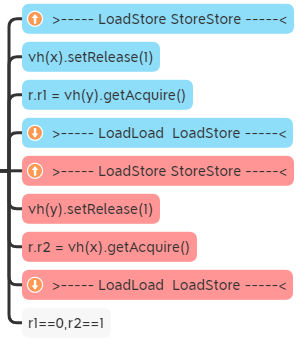 >----- LoadStore StoreStore -----<
vh(x).setRelease(1)
r.r1 = vh(y).getAcquire()
>----- LoadLoad  LoadStore -----<
>----- LoadStore StoreStore -----<
vh(y).setRelease(1)
r.r2 = vh(x).getAcquire()
>----- LoadLoad  LoadStore -----<
r1==0,r2==1